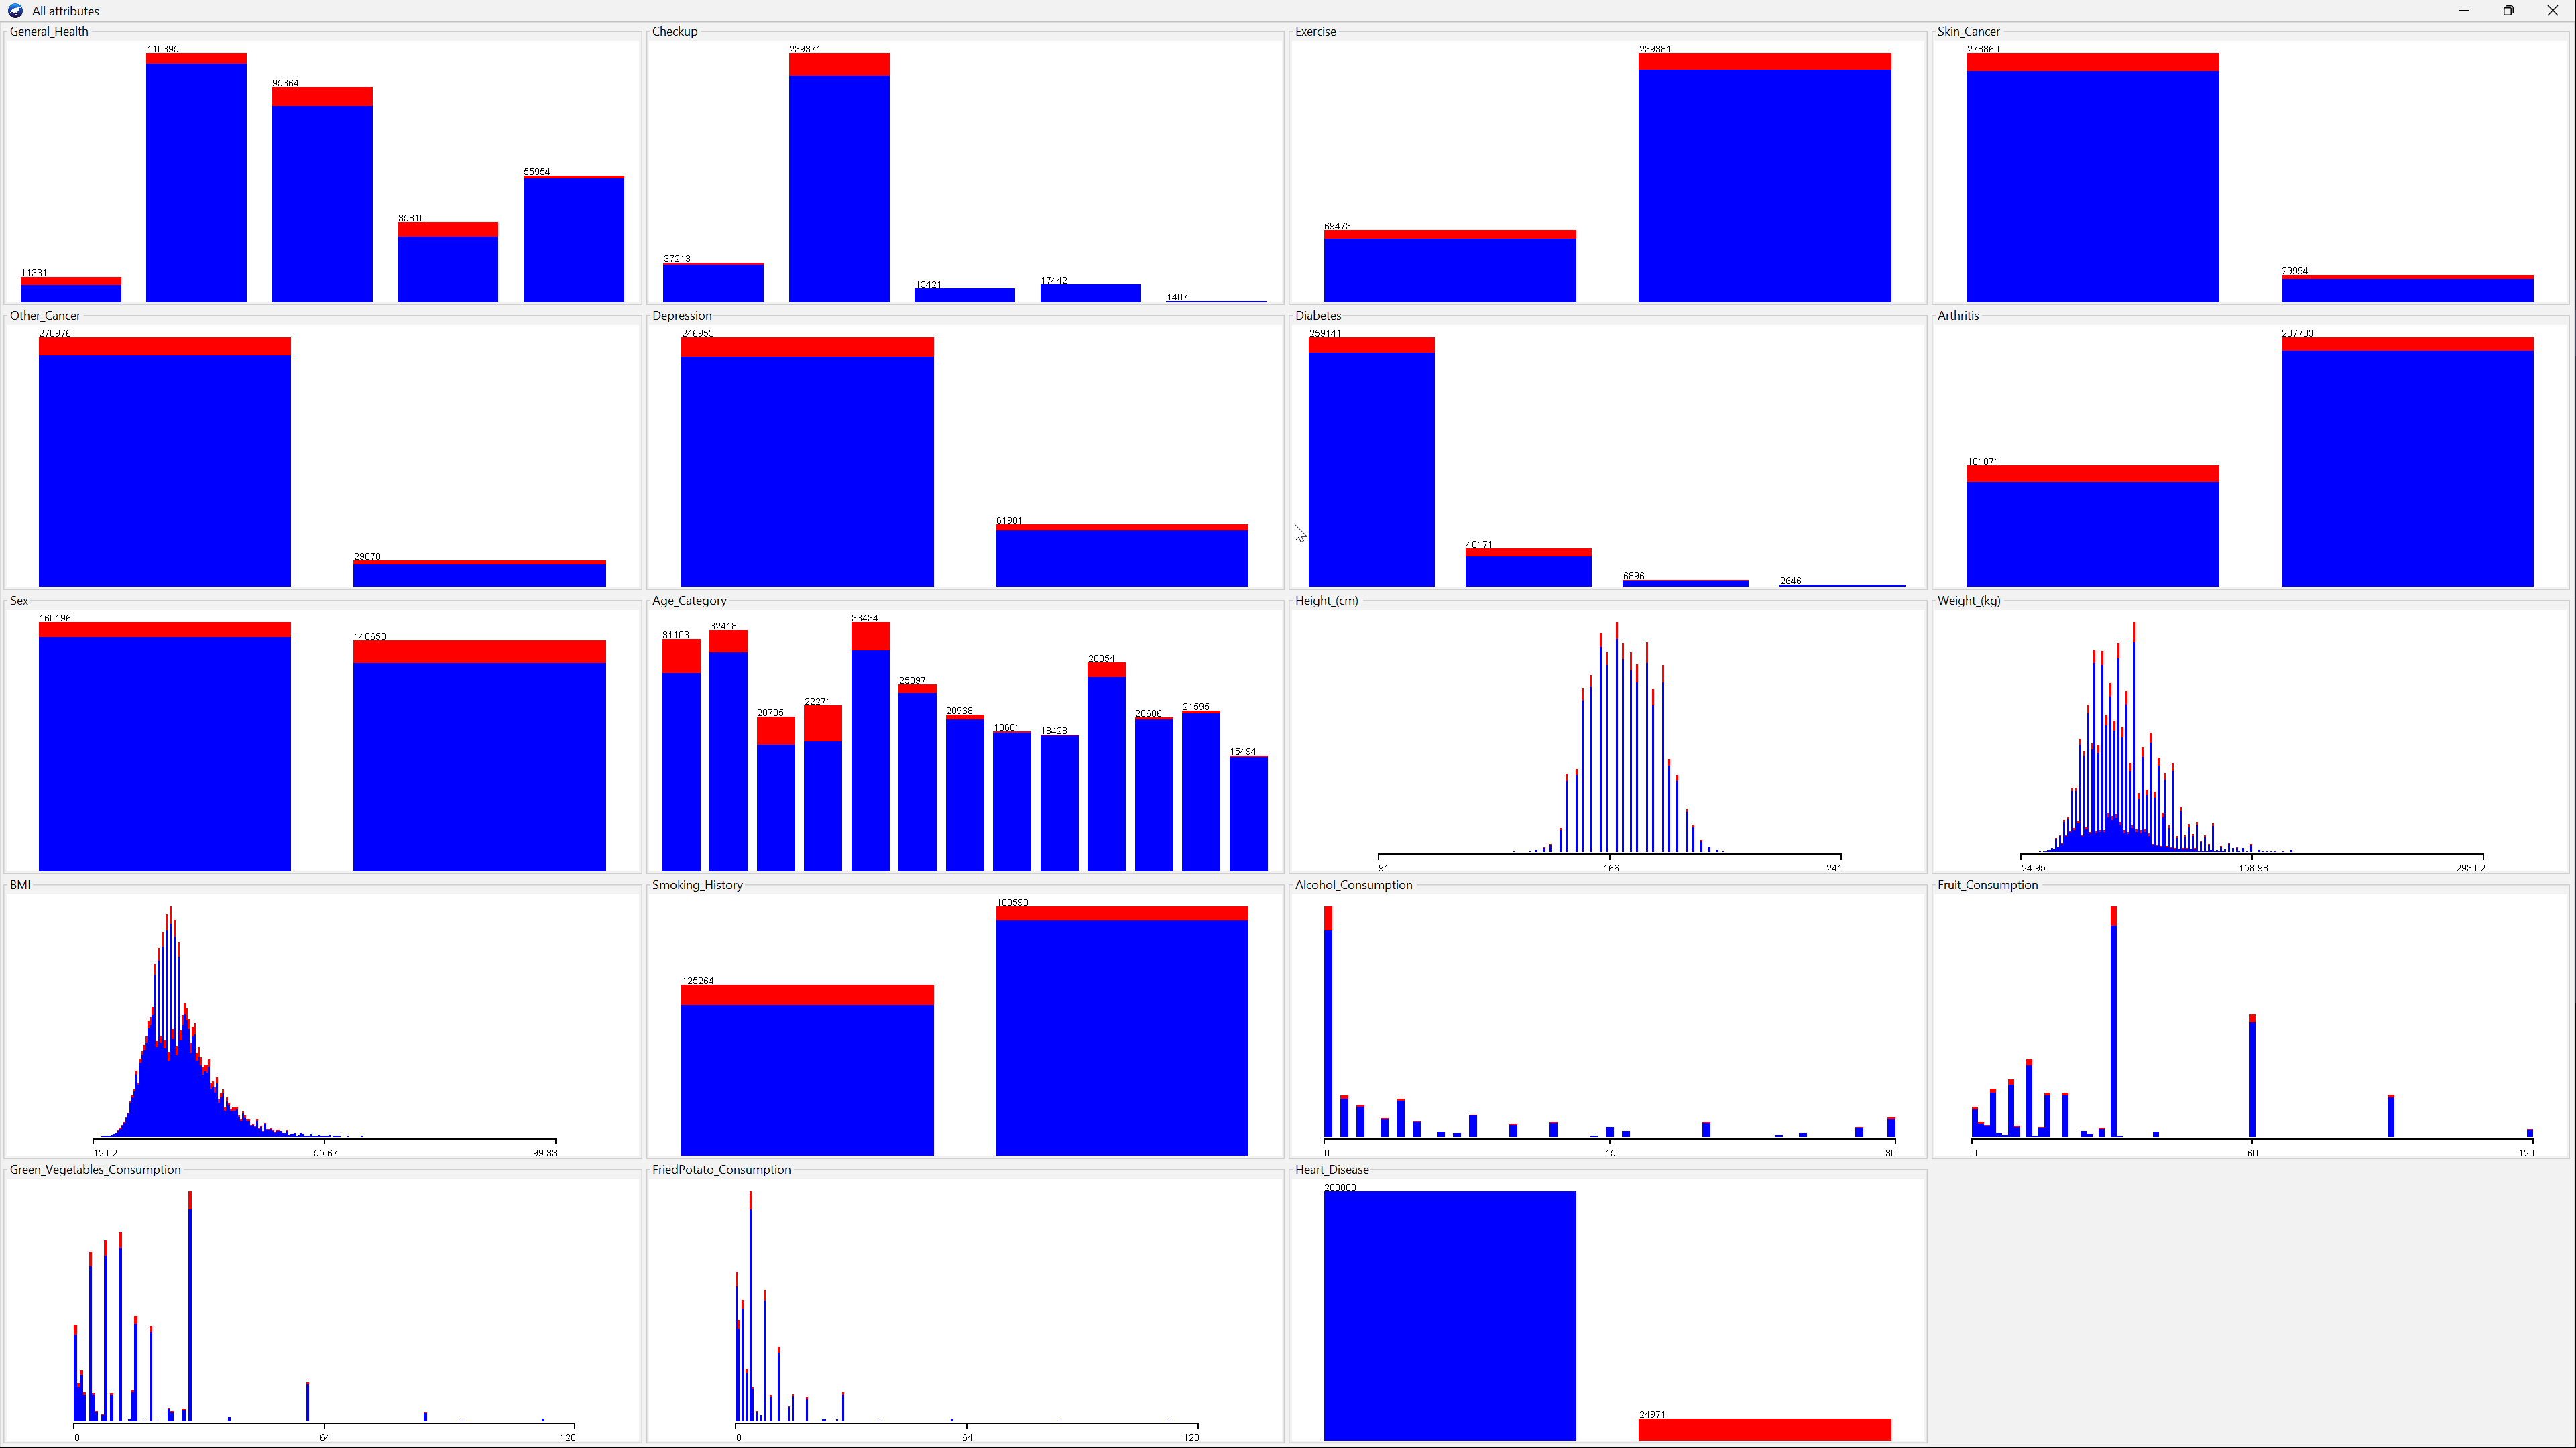 All attributes
General_Health
110395
95364
55954
35810
11331
Checkup
239371
37213
13421
17442
1407
Exercise
239381
69473
Skin_Cancer
278860
29994
Other_Cancer
278976
29878
Depression
246953
61901
Diabetes
259141
40171
6896
2646
Arthritis
207783
101071
Sex
160196
148658
Age_Category
31103
32418
20705
22271
33434
25097
20968
18681
18428
28054
20606
21595
15494
Height_(cm)
91 166 241
Weight_(kg)
24.95 158.98 293.02
BMI
12.02 55.67 99.33
Smoking_History
183590
125264
Alcohol_Consumption
0 15 30
Fruit_Consumption
0 60 120
Green_Vegetables_Consumption
0 64 128
FriedPotato_Consumption
0 64 128
Heart_Disease
283883
24971